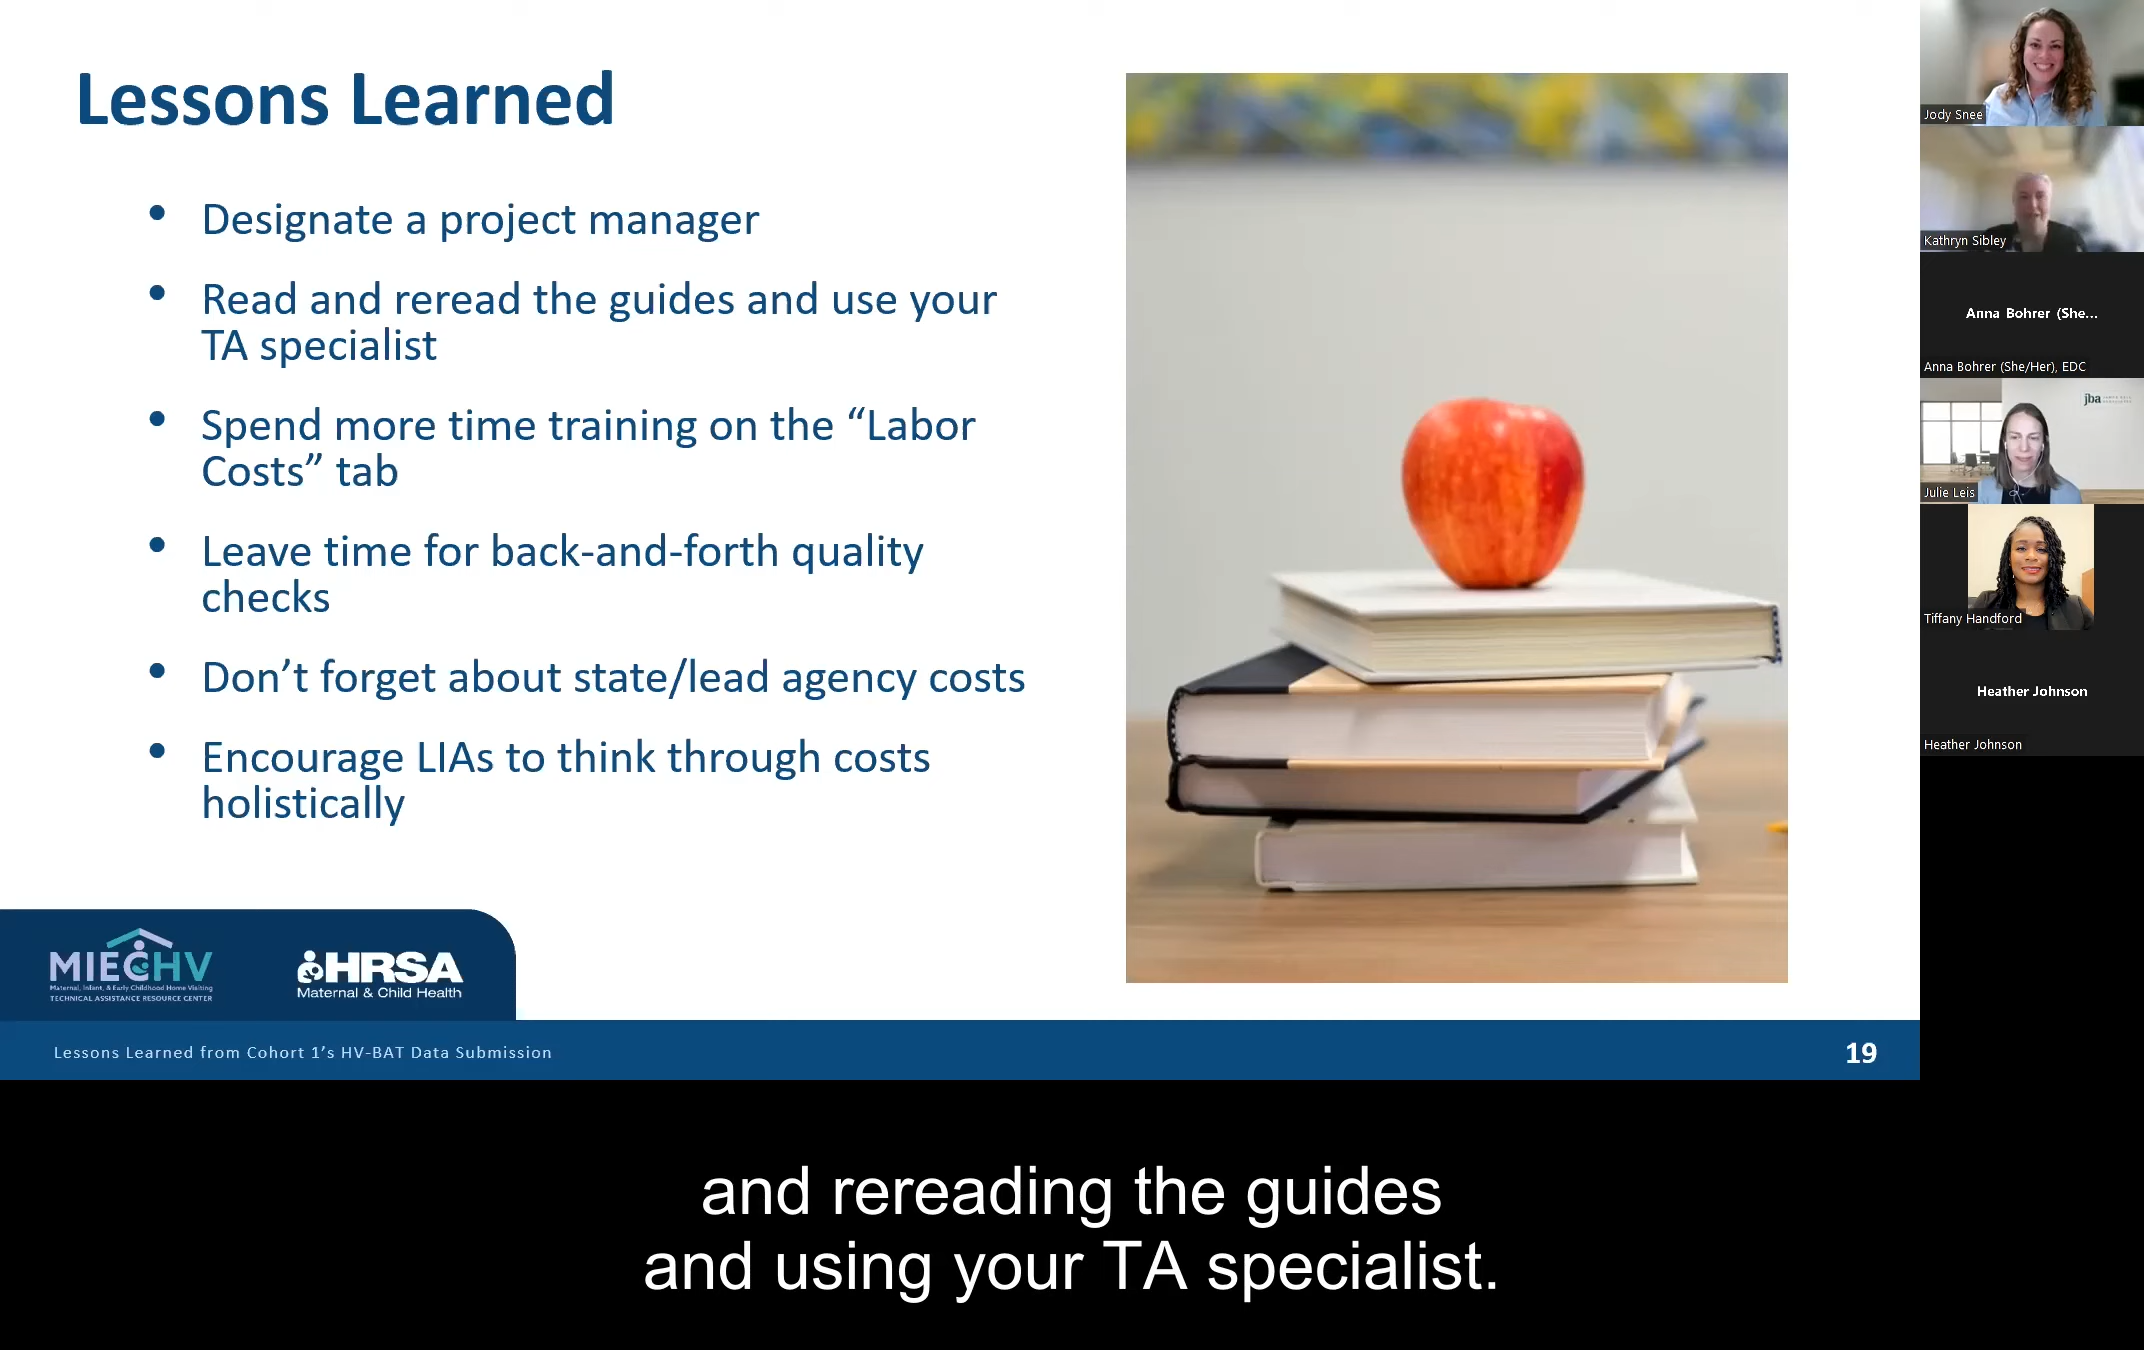 Lessons Learned
• Designate a project manager
• Read and reread the guides and use your
TA specialist
• Spend more time training on the “Labor
Costs” tab
• Leave time for back-and-forth quality
checks
• Don’t forget about state/lead agency costs
• Encourage LIAs to think through costs
holistically
MIECHV
Maternal, Infant, & Early Childhood Home Visiting
TECHNICAL ASSISTANCE RESOURCE CENTER
HRSA
Maternal & Child Health
Lessons Learned from Cohort 1’s HV-BAT Data Submission
19
Jody Snee
Kathryn Sibley
Anna Bohrer (She...
Anna Bohrer (She/Her), EDC
jba
Julie Leis
Tiffany Handford
Heather Johnson
Heather Johnson
and rereading the guides
and using your TA specialist.